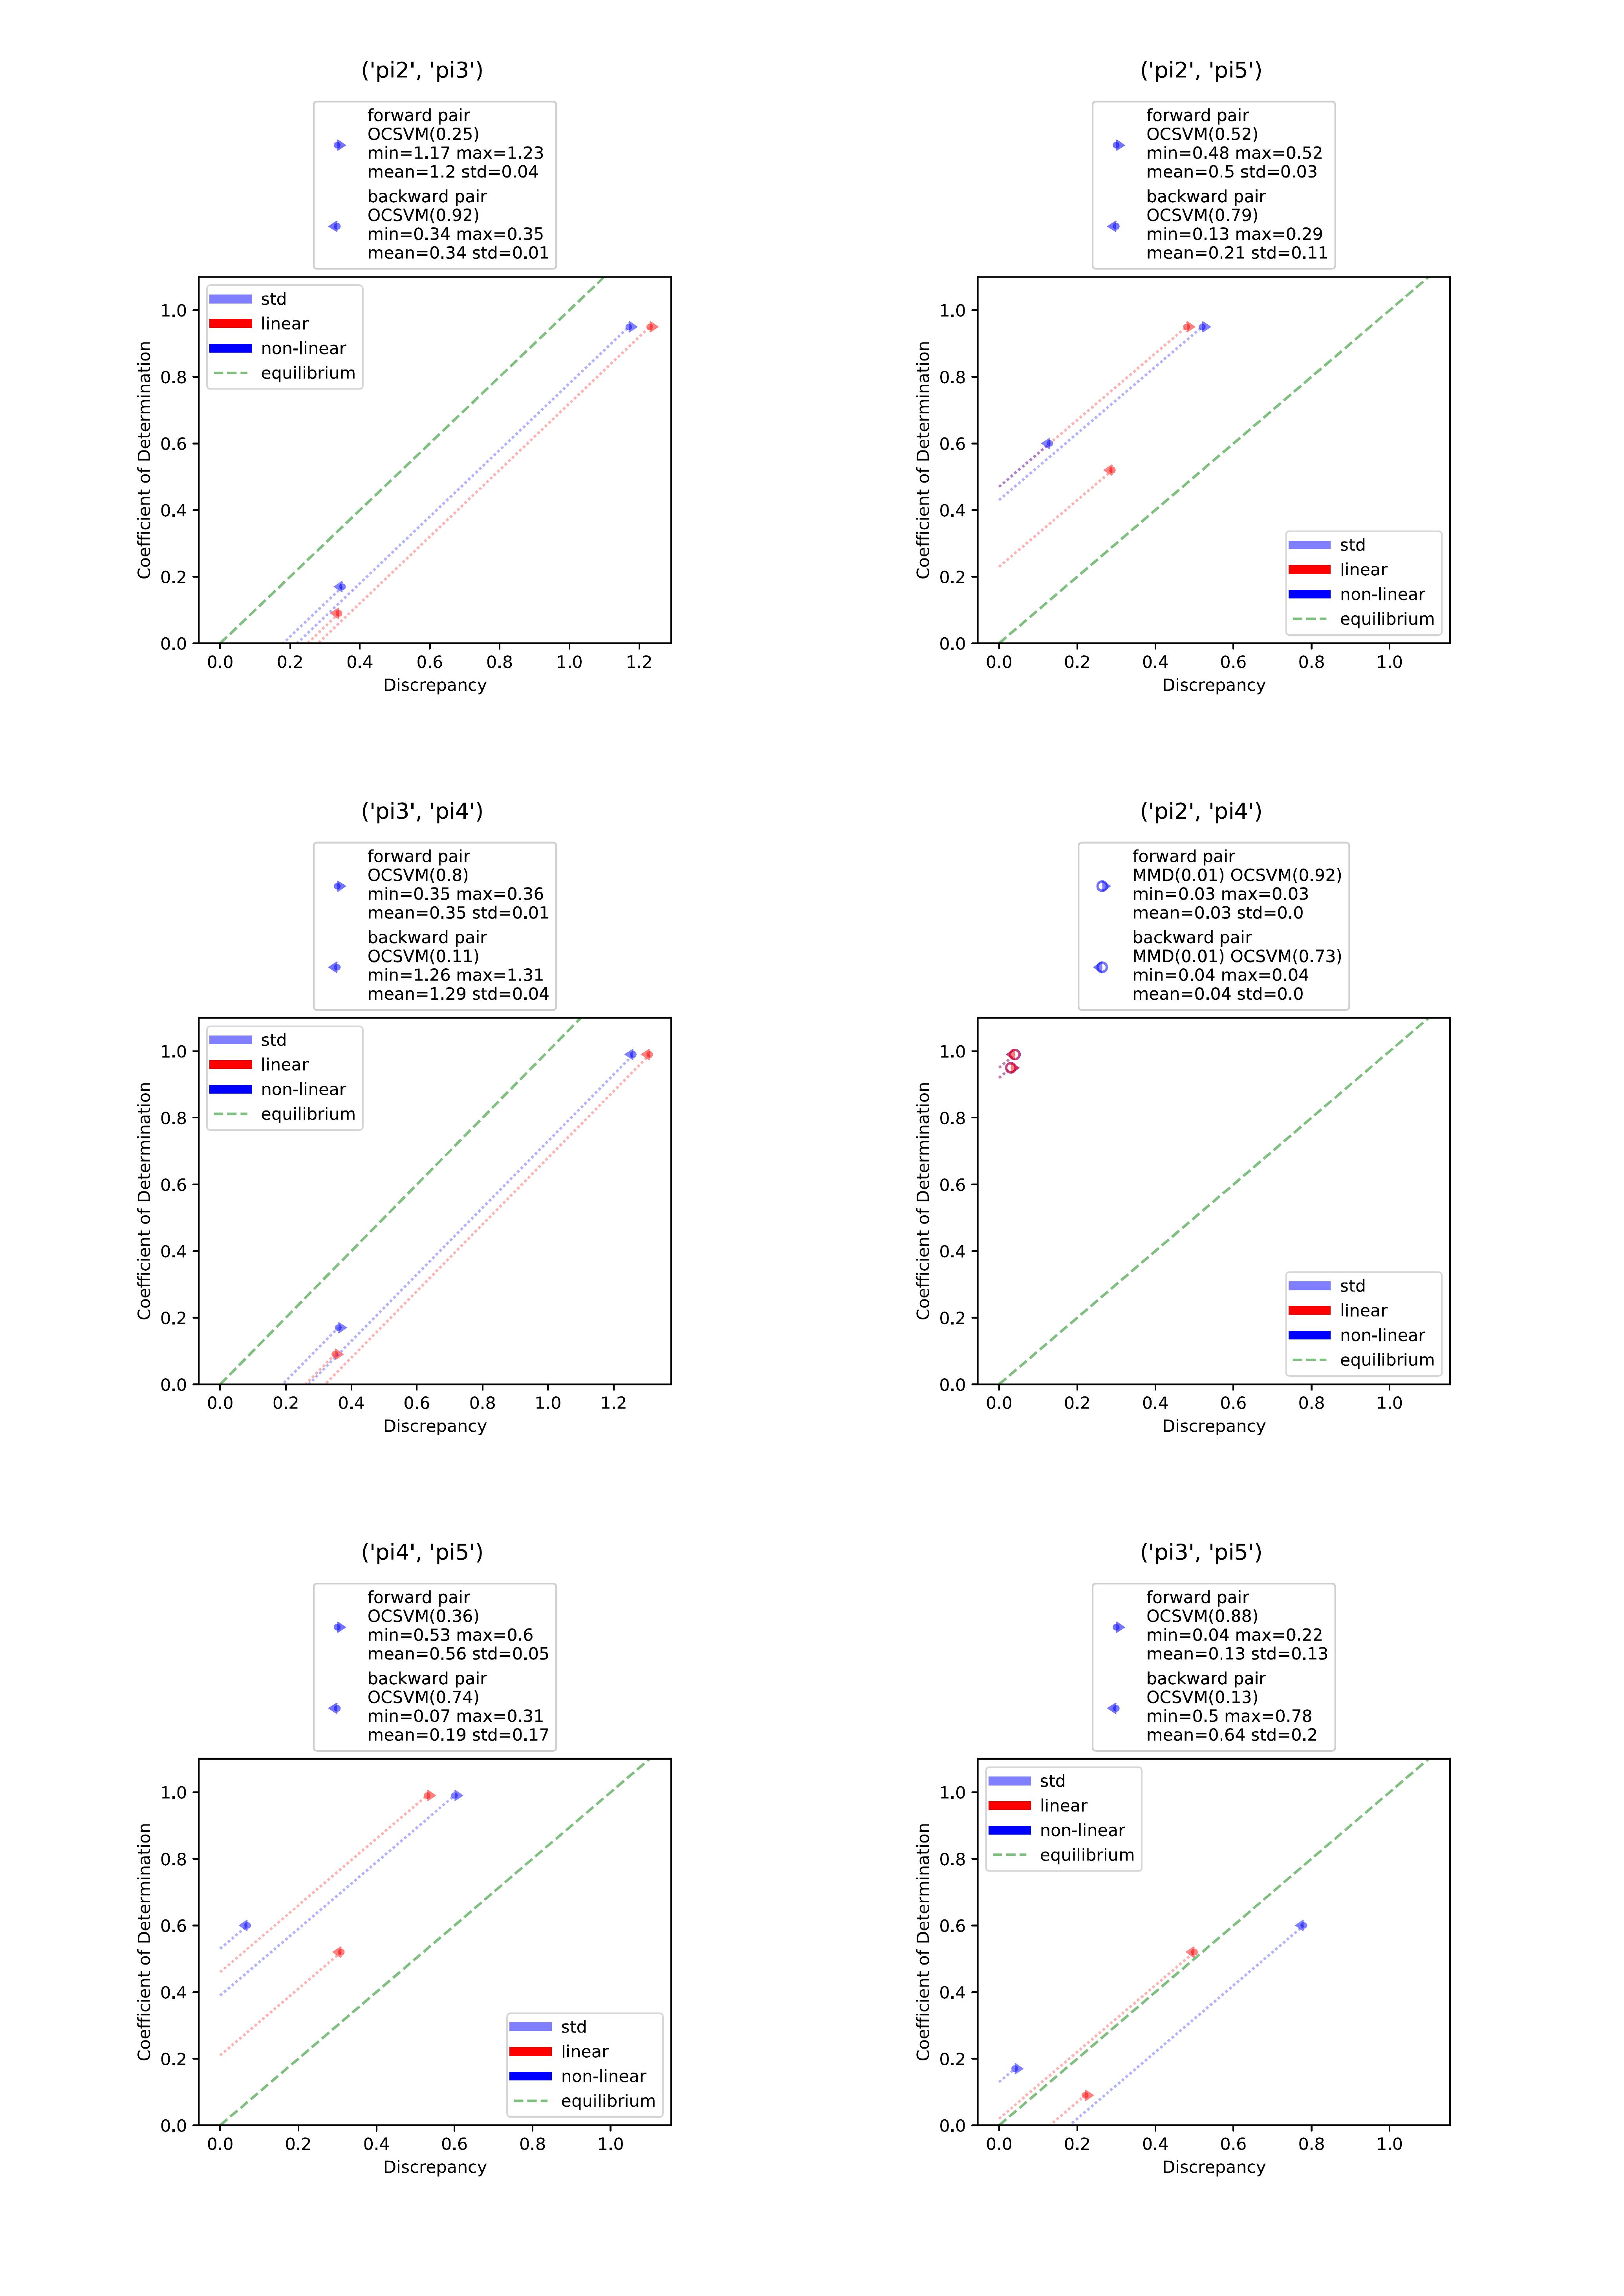 ('pi2', 'pi3')
forward pair
OCSVM(0.25)
min=1.17 max=1.23
mean=1.2 std=0.04
backward pair
OCSVM(0.92)
min=0.34 max=0.35
mean=0.34 std=0.01
std
linear
non-linear
equilibrium
Coefficient of Determination
1.0
0.8
0.6
0.4
0.2
0.0
0.0 0.2 0.4 0.6 0.8 1.0 1.2
Discrepancy
('pi2', 'pi5')
forward pair
OCSVM(0.52)
min=0.48 max=0.52
mean=0.5 std=0.03
backward pair
OCSVM(0.79)
min=0.13 max=0.29
mean=0.21 std=0.11
Coefficient of Determination
1.0
0.8
0.6
0.4
0.2
0.0
std
linear
non-linear
equilibrium
0.0 0.2 0.4 0.6 0.8 1.0
Discrepancy
('pi3', 'pi4')
forward pair
OCSVM(0.8)
min=0.35 max=0.36
mean=0.35 std=0.01
backward pair
OCSVM(0.11)
min=1.26 max=1.31
mean=1.29 std=0.04
std
linear
non-linear
equilibrium
Coefficient of Determination
1.0
0.8
0.6
0.4
0.2
0.0
0.0 0.2 0.4 0.6 0.8 1.0 1.2
Discrepancy
('pi2', 'pi4')
forward pair
MMD(0.01) OCSVM(0.92)
min=0.03 max=0.03
mean=0.03 std=0.0
backward pair
MMD(0.01) OCSVM(0.73)
min=0.04 max=0.04
mean=0.04 std=0.0
Coefficient of Determination
1.0
0.8
0.6
0.4
0.2
0.0
std
linear
non-linear
equilibrium
0.0 0.2 0.4 0.6 0.8 1.0
Discrepancy
('pi4', 'pi5')
forward pair
OCSVM(0.36)
min=0.53 max=0.6
mean=0.56 std=0.05
backward pair
OCSVM(0.74)
min=0.07 max=0.31
mean=0.19 std=0.17
Coefficient of Determination
1.0
0.8
0.6
0.4
0.2
0.0
std
linear
non-linear
equilibrium
0.0 0.2 0.4 0.6 0.8 1.0
Discrepancy
('pi3', 'pi5')
forward pair
OCSVM(0.88)
min=0.04 max=0.22
mean=0.13 std=0.13
backward pair
OCSVM(0.13)
min=0.5 max=0.78
mean=0.64 std=0.2
std
linear
non-linear
equilibrium
Coefficient of Determination
1.0
0.8
0.6
0.4
0.2
0.0
0.0 0.2 0.4 0.6 0.8 1.0
Discrepancy